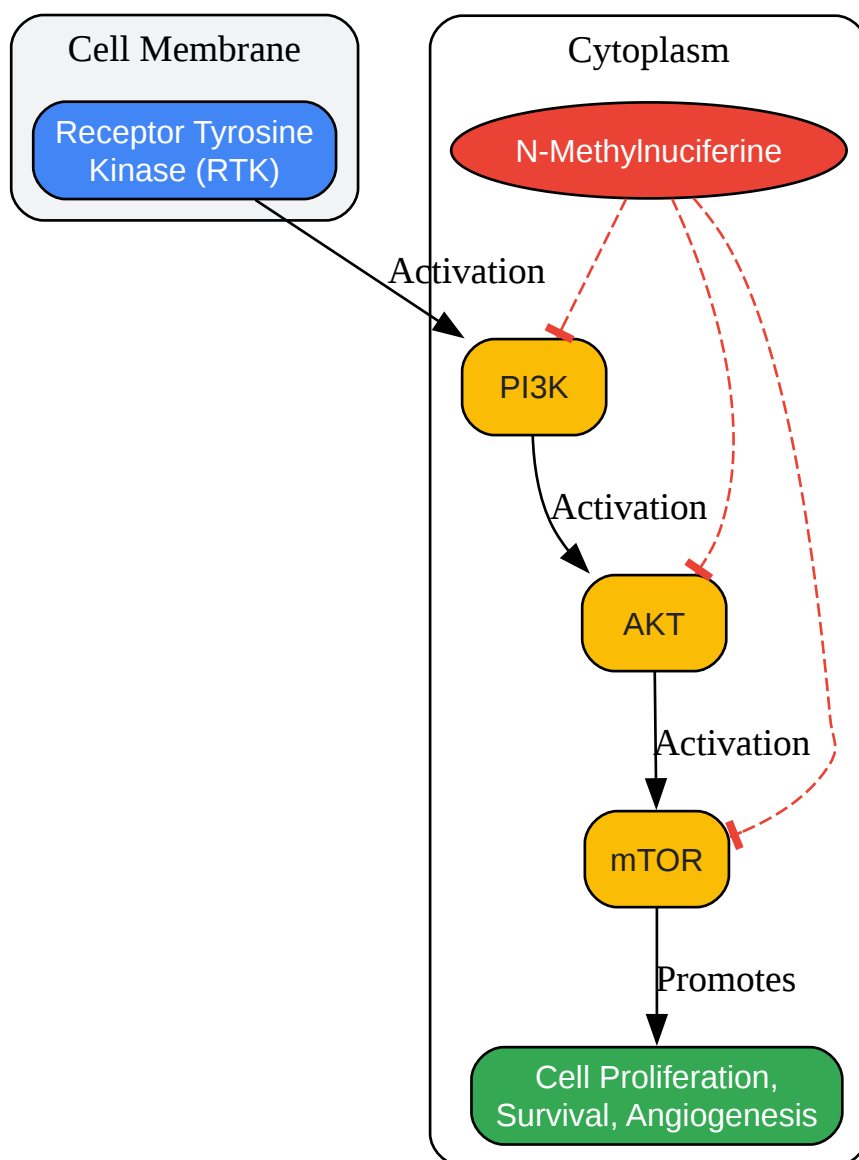 Cell Membrane
Cytoplasm
Receptor Tyrosine
Kinase (RTK)
N-Methylnuciferine
Activation
PI3K
Activation
AKT
Activation
mTOR
Promotes
Cell Proliferation,
Survival, Angiogenesis